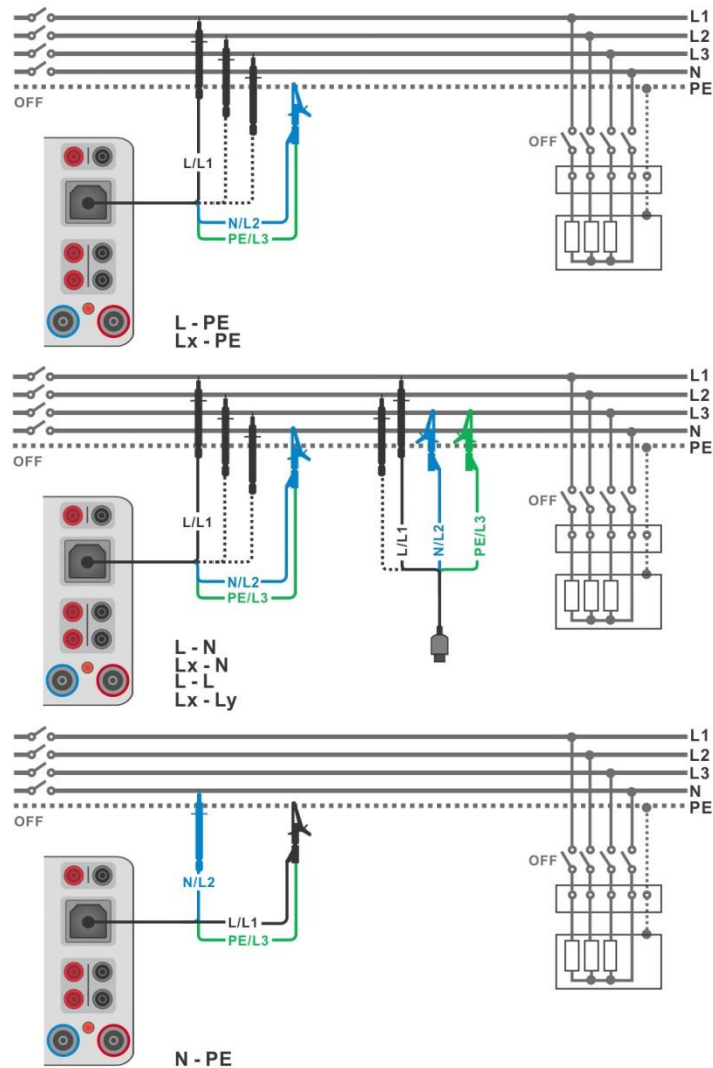 L1
L2
L3
N
PE
OFF
OFF
L/L1
N/L2
PE/L3
L - PE
Lx - PE
L1
L2
L3
N
PE
OFF
OFF
L/L1
L/L1
N/L2
PE/L3
N/L2
PE/L3
L - N
Lx - N
L - L
Lx - Ly
L1
L2
L3
N
PE
OFF
OFF
N/L2
L/L1
PE/L3
N - PE